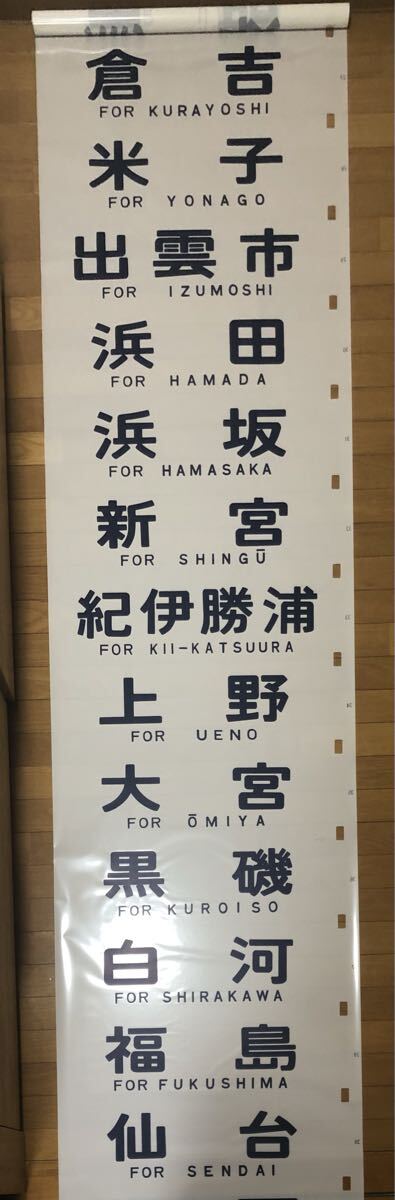 倉吉
FOR KURAYOSHI
米子
FOR YONAGO
出雲市
FOR IZUMOSHI
浜田
FOR HAMADA
浜坂
FOR HAMASAKA
新宮
FOR SHINGŪ
紀伊勝浦
FOR KII-KATSUURA
上野
FOR UENO
大宮
FOR ŌMIYA
黒磯
FOR KUROISO
白河
FOR SHIRAKAWA
福島
FOR FUKUSHIMA
仙台
FOR SENDAI